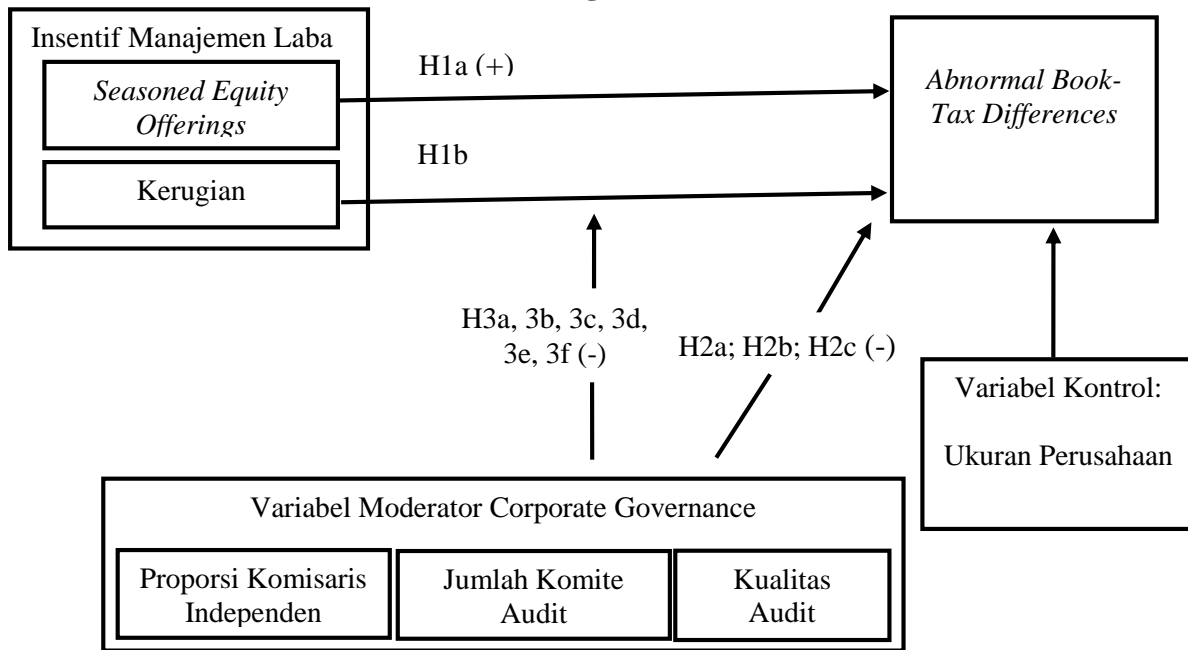 Insentif Manajemen Laba
Seasoned Equity
Offerings
Kerugian
H1a (+)
H1b
Abnormal Book-
Tax Differences
H3a, 3b, 3c, 3d,
3e, 3f (-)
H2a; H2b; H2c (-)
Variabel Kontrol:
Ukuran Perusahaan
Variabel Moderator Corporate Governance
Proporsi Komisaris
Independen
Jumlah Komite
Audit
Kualitas
Audit